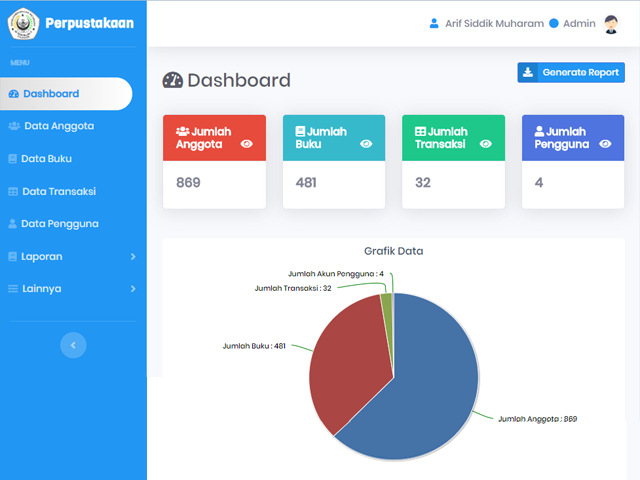 Perpustakaan
Arif Siddik Muharam
Admin
MENU
Dashboard
Data Anggota
Data Buku
Data Transaksi
Data Pengguna
Laporan
Lainnya
Dashboard
Generate Report
Jumlah
Anggota
869
Jumlah
Buku
481
Jumlah
Transaksi
32
Jumlah
Pengguna
4
Grafik Data
Jumlah Akun Pengguna : 4
Jumlah Transaksi : 32
Jumlah Buku : 481
Jumlah Anggota : 869